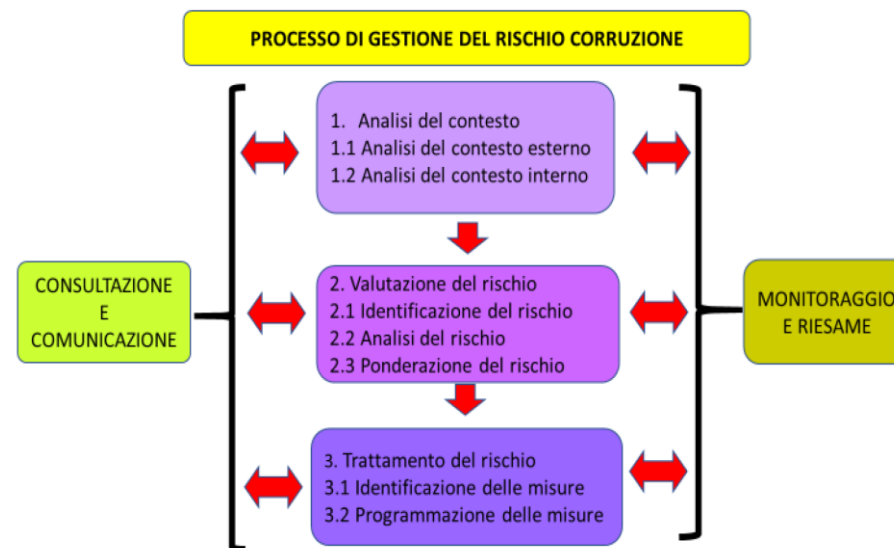 PROCESSO DI GESTIONE DEL RISCHIO CORRUZIONE
1. Analisi del contesto
1.1 Analisi del contesto esterno
1.2 Analisi del contesto interno
CONSULTAZIONE
E
COMUNICAZIONE
2. Valutazione del rischio
2.1 Identificazione del rischio
2.2 Analisi del rischio
2.3 Ponderazione del rischio
MONITORAGGIO
E RIESAME
3. Trattamento del rischio
3.1 Identificazione delle misure
3.2 Programmazione delle misure